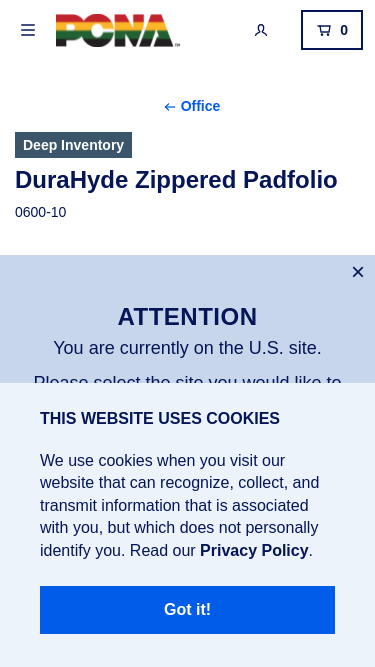 PCNA™
0
← Office
Deep Inventory
DuraHyde Zippered Padfolio
0600-10
×
ATTENTION
You are currently on the U.S. site.
Please select the site you would like to
THIS WEBSITE USES COOKIES
We use cookies when you visit our
website that can recognize, collect, and
transmit information that is associated
with you, but which does not personally
identify you. Read our Privacy Policy.
Got it!